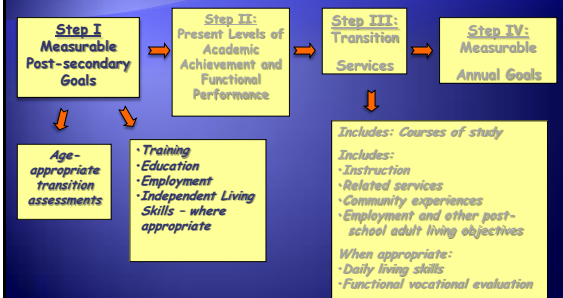 Step I
Measurable
Post-secondary
Goals
Step II:
Present Levels of
Academic
Achievement and
Functional
Performance
Step III:
Transition
Services
Step IV:
Measurable
Annual Goals
Age-
appropriate
transition
assessments
•Training
•Education
•Employment
•Independent Living
Skills – where
appropriate
Includes: Courses of study
Includes:
•Instruction
•Related services
•Community experiences
•Employment and other post-
school adult living objectives
When appropriate:
•Daily living skills
•Functional vocational evaluation